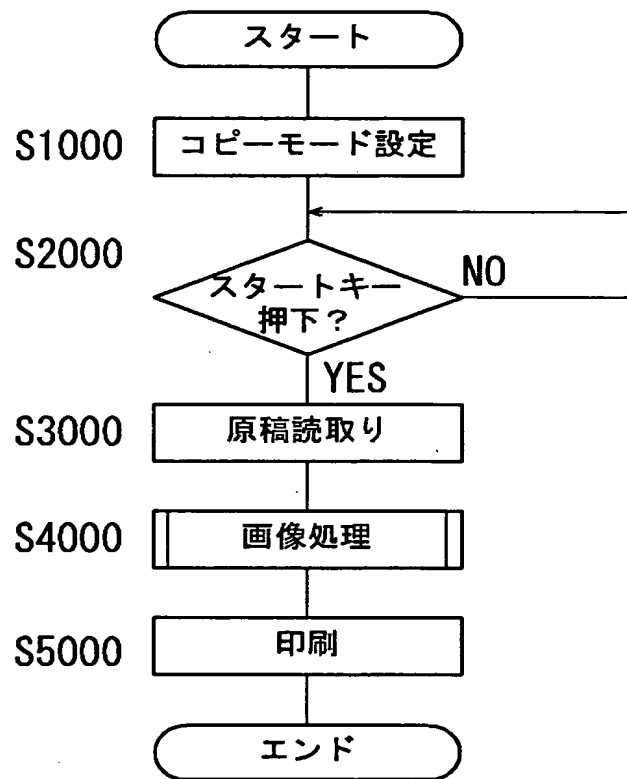 スタート
S1000
コピーモード設定
S2000
スタートキー
押下?
NO
YES
S3000
原稿読取り
S4000
画像処理
S5000
印刷
エンド